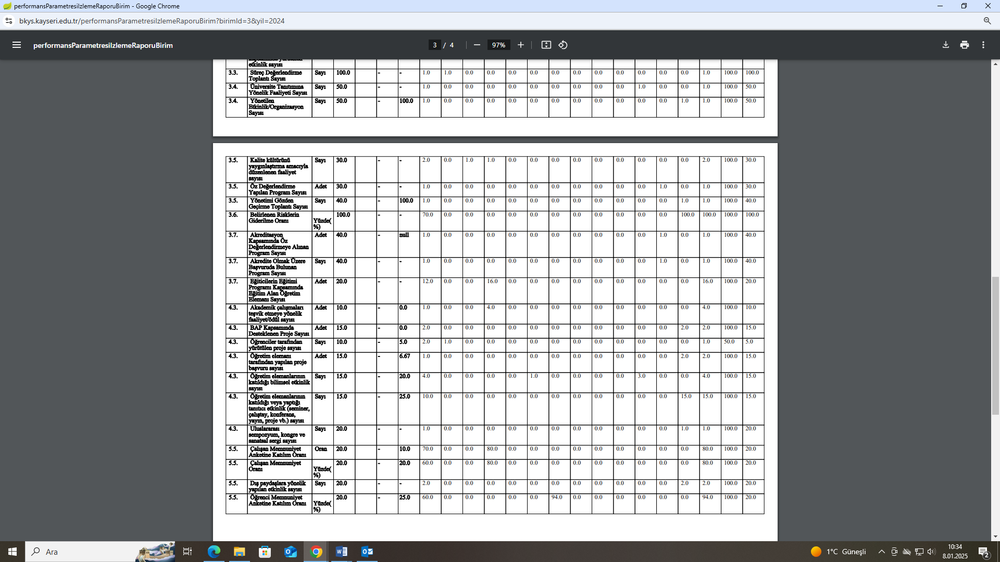 performansParametresiIzlemeRaporuBirim - Google Chrome
bkys.kayseri.edu.tr/performansParametresiIzlemeRaporuBirim?birimId=3&yil=2024
performansParametresiIzlemeRaporuBirim
3 / 4
97%
etkinlik sayısı
3.3. Süreç Değerlendirme Sayı 100.0 - - 1.0 1.0 0.0 0.0 0.0 0.0 0.0 0.0 0.0 0.0 0.0 0.0 1.0 100.0 100.0
Toplantı Sayısı
3.4. Üniversite Tanıtımına Sayı 50.0 - - 1.0 0.0 0.0 0.0 0.0 0.0 0.0 0.0 0.0 1.0 0.0 0.0 1.0 100.0 50.0
Yönelik Faaliyeti Sayısı
3.4. Yönetilen Sayı 50.0 - 100.0 1.0 0.0 0.0 0.0 0.0 0.0 0.0 0.0 0.0 0.0 0.0 1.0 1.0 100.0 50.0
Etkinlik/Organizasyon
Sayısı
3.5. Kalite kültürünü Sayı 30.0 - - 2.0 0.0 1.0 1.0 0.0 0.0 0.0 0.0 0.0 0.0 0.0 0.0 2.0 100.0 30.0
yaygınlaştırma amacıyla
düzenlenen faaliyet
sayısı
3.5. Öz Değerlendirme Adet 30.0 - - 1.0 0.0 0.0 0.0 0.0 0.0 0.0 0.0 0.0 0.0 1.0 0.0 1.0 100.0 30.0
Yapılan Program Sayısı
3.5. Yönetimi Gözden Sayı 40.0 - 100.0 1.0 0.0 0.0 0.0 0.0 0.0 0.0 0.0 0.0 0.0 0.0 1.0 1.0 100.0 40.0
Geçirme Toplantı Sayısı
3.6. Belirlenen Risklerin 100.0 - - 70.0 0.0 0.0 0.0 0.0 0.0 0.0 0.0 0.0 0.0 0.0 100.0 100.0 100.0 100.0
Giderilme Oranı Yüzde(
%)
3.7. Akreditasyon Adet 40.0 - null 1.0 0.0 0.0 0.0 0.0 0.0 0.0 0.0 0.0 0.0 1.0 0.0 1.0 100.0 40.0
Kapsamında Öz
Değerlendirmeye Alınan
Program Sayısı
3.7. Akredite Olmak Üzere Sayı 40.0 - - 1.0 0.0 0.0 0.0 0.0 0.0 0.0 0.0 0.0 0.0 1.0 0.0 1.0 100.0 40.0
Başvuruda Bulunan
Program Sayısı
3.7. Eğiticilerin Eğitimi Adet 20.0 - - 12.0 0.0 0.0 16.0 0.0 0.0 0.0 0.0 0.0 0.0 0.0 0.0 16.0 100.0 20.0
Programı Kapsamında
Eğitim Alan Öğretim
Elemanı Sayısı
4.3. Akademik çalışmaları Adet 10.0 - 0.0 1.0 0.0 0.0 4.0 0.0 0.0 0.0 0.0 0.0 0.0 0.0 0.0 4.0 100.0 10.0
teşvik etmeye yönelik
faaliyet/ödül sayısı
4.3. BAP Kapsamında Adet 15.0 - 0.0 2.0 0.0 0.0 0.0 0.0 0.0 0.0 0.0 0.0 0.0 0.0 2.0 2.0 100.0 15.0
Desteklenen Proje Sayısı
4.3. Öğrenciler tarafından Sayı 10.0 - 5.0 2.0 1.0 0.0 0.0 0.0 0.0 0.0 0.0 0.0 0.0 0.0 0.0 1.0 50.0 5.0
yürütülen proje sayısı
4.3. Öğretim elemanı Adet 15.0 - 6.67 1.0 0.0 0.0 0.0 0.0 0.0 0.0 0.0 0.0 0.0 0.0 2.0 2.0 100.0 15.0
tarafından yapılan proje
başvuru sayısı
4.3. Öğretim elemanlarının Sayı 15.0 - 20.0 4.0 0.0 0.0 0.0 0.0 1.0 0.0 0.0 0.0 3.0 0.0 0.0 4.0 100.0 15.0
katıldığı bilimsel etkinlik
sayısı
4.3. Öğretim elemanlarının Sayı 15.0 - 25.0 10.0 0.0 0.0 0.0 0.0 0.0 0.0 0.0 0.0 0.0 0.0 15.0 15.0 100.0 15.0
katıldığı veya yaptığı
tanıtıcı etkinlik (seminer,
çalıştay, konferans,
yayın, proje vb.) sayısı
4.3. Uluslararası Sayı 20.0 - - 1.0 0.0 0.0 0.0 0.0 0.0 0.0 0.0 0.0 0.0 0.0 1.0 1.0 100.0 20.0
sempozyum, kongre ve
sanatsal sergi sayısı
5.5. Çalışan Memnuniyet Oran 20.0 - 10.0 70.0 0.0 0.0 80.0 0.0 0.0 0.0 0.0 0.0 0.0 0.0 0.0 80.0 100.0 20.0
Anketine Katılım Oranı
5.5. Çalışan Memnuniyet 20.0 - 20.0 60.0 0.0 0.0 80.0 0.0 0.0 0.0 0.0 0.0 0.0 0.0 0.0 80.0 100.0 20.0
Oranı Yüzde(
%)
5.5. Dış paydaşlara yönelik Sayı 20.0 - - 2.0 0.0 0.0 0.0 0.0 0.0 0.0 0.0 0.0 0.0 0.0 2.0 2.0 100.0 20.0
yapılan etkinlik sayısı
5.5. Öğrenci Memnuniyet 20.0 - 25.0 60.0 0.0 0.0 0.0 0.0 0.0 94.0 0.0 0.0 0.0 0.0 0.0 94.0 100.0 20.0
Anketine Katılım Oranı Yüzde(
%)
Ara
1°C Güneşli
10:34
8.01.2025
2